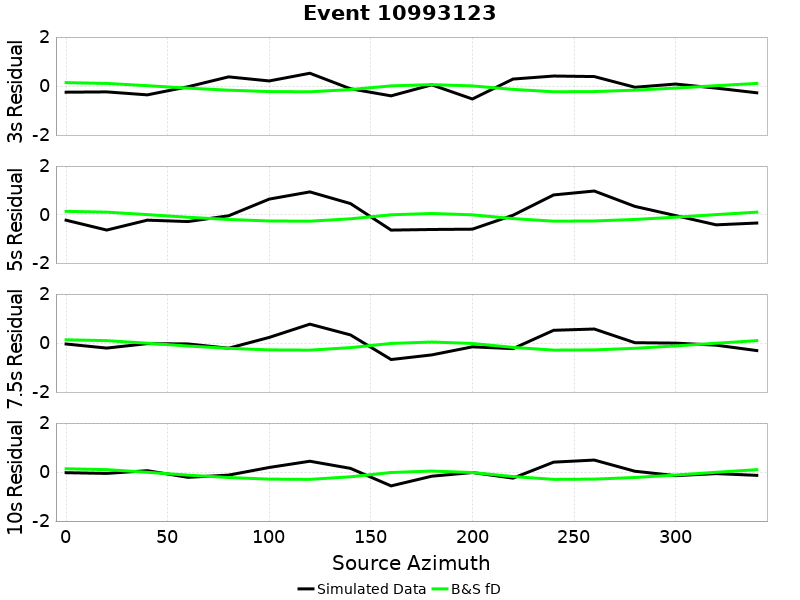 Event 10993123
3s Residual
2
0
-2
5s Residual
2
0
-2
7.5s Residual
2
0
-2
10s Residual
2
0
-2
0 50 100 150 200 250 300
Source Azimuth
Simulated Data B&S fD